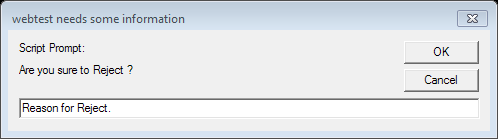 webtest needs some information
Script Prompt:
OK
Are you sure to Reject ?
Cancel
Reason for Reject.